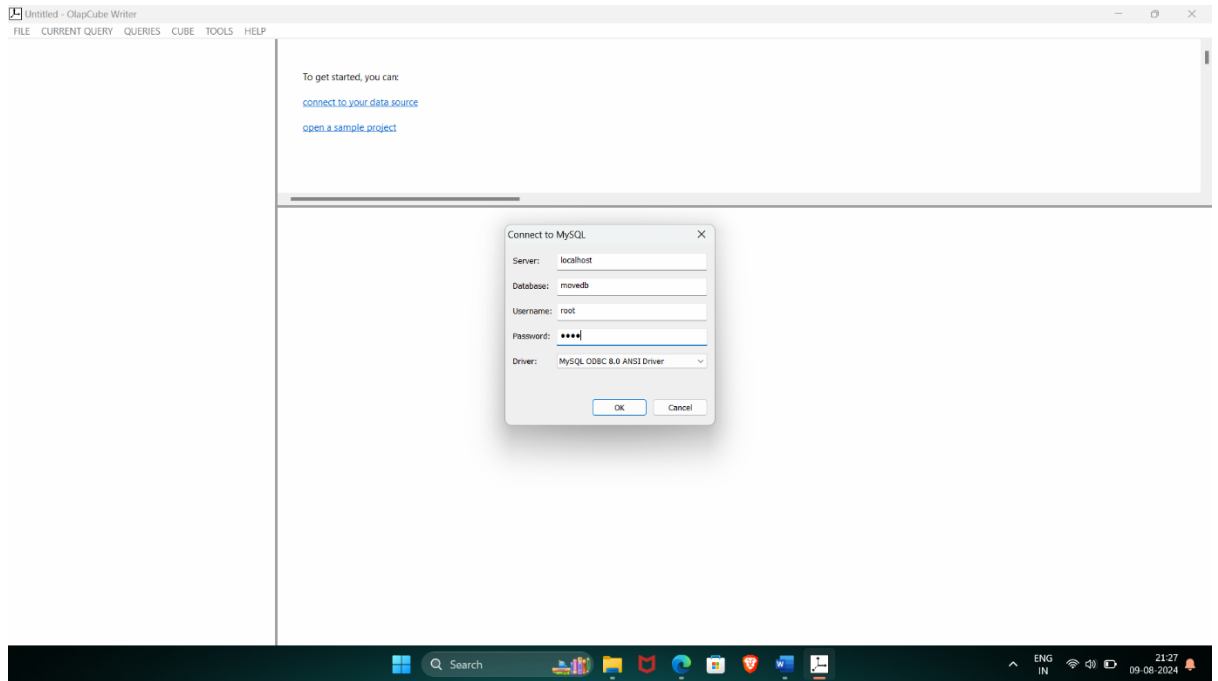 Untitled - OlapCube Writer
FILE CURRENT QUERY QUERIES CUBE TOOLS HELP
To get started, you can:
connect to your data source
open a sample project
Connect to MySQL
Server: localhost
Database: movedb
Username: root
Password: ••••
Driver: MySQL ODBC 8.0 ANSI Driver
OK Cancel
Search
ENG
IN
21:27
09-08-2024